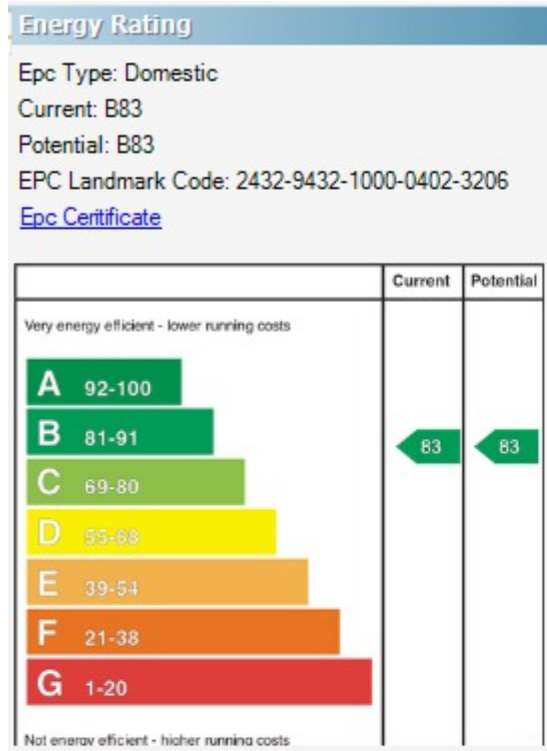 Energy Rating
Epc Type: Domestic
Current: B83
Potential: B83
EPC Landmark Code: 2432-9432-1000-0402-3206
Epc Ceritificate
Current Potential
Very energy efficient - lower running costs
A 92-100
B 81-91 83 83
C 69-80
D 55-68
E 39-54
F 21-38
G 1-20
Not energy efficient - higher running costs